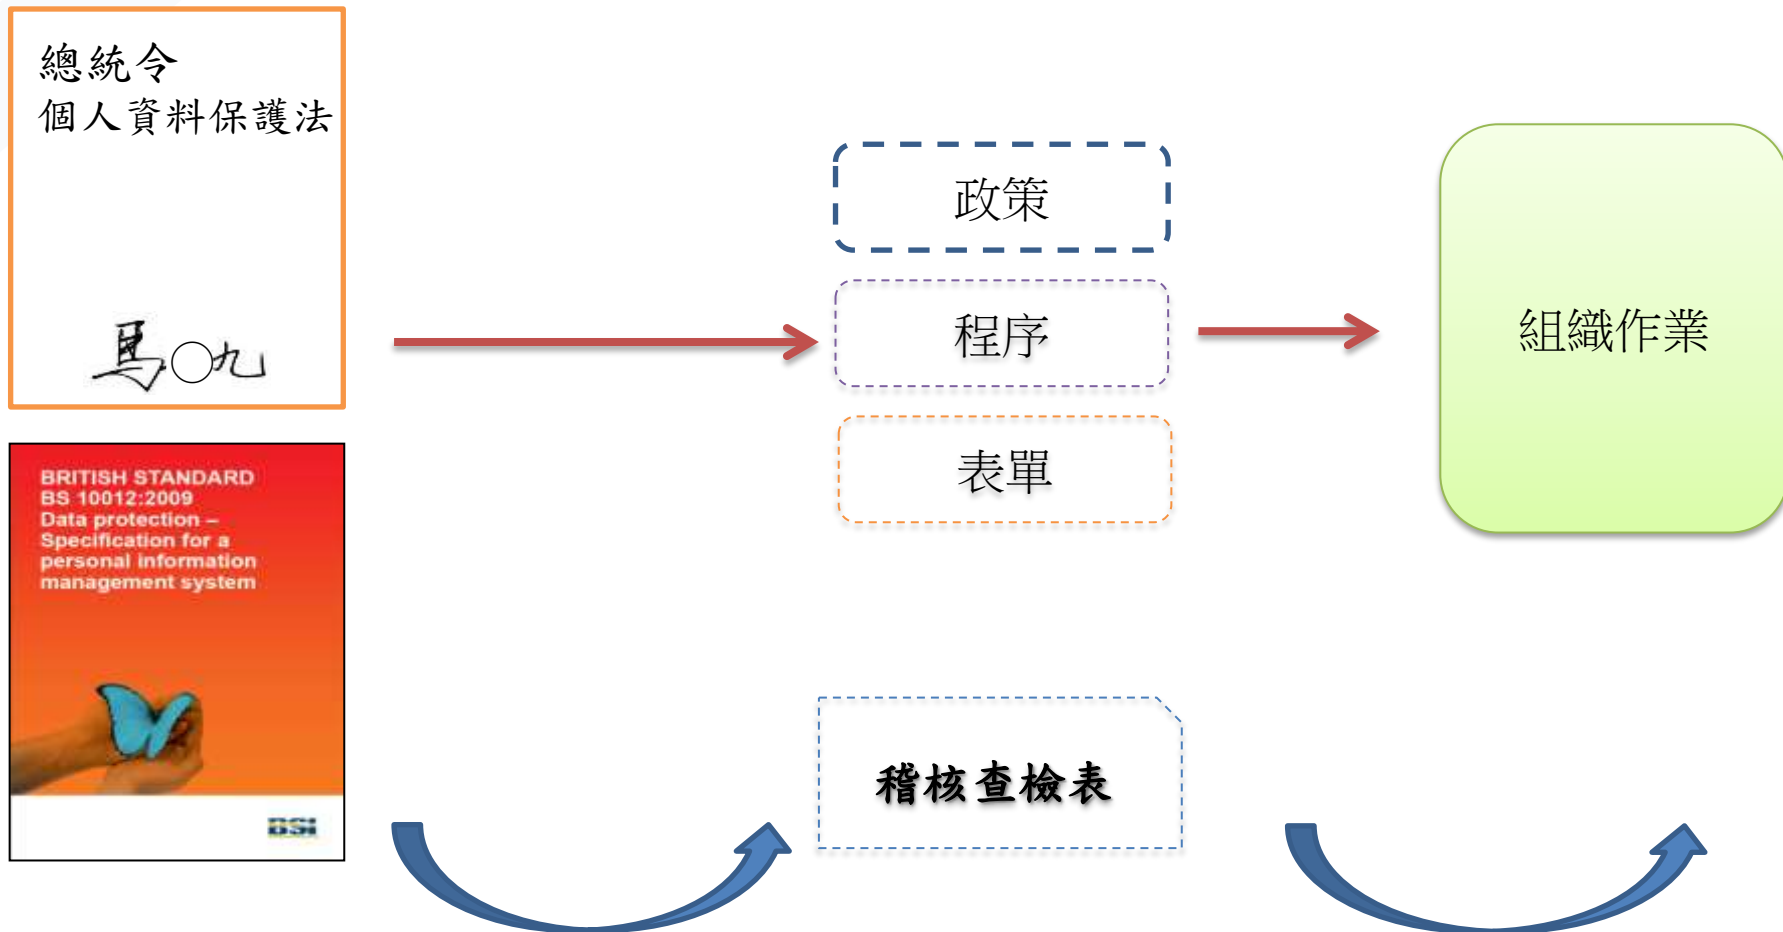 總統令
個人資料保護法
馬〇九
BRITISH STANDARD
BS 10012:2009
Data protection –
Specification for a
personal information
management system
BSI
政策
程序
表單
稽核查檢表
組織作業